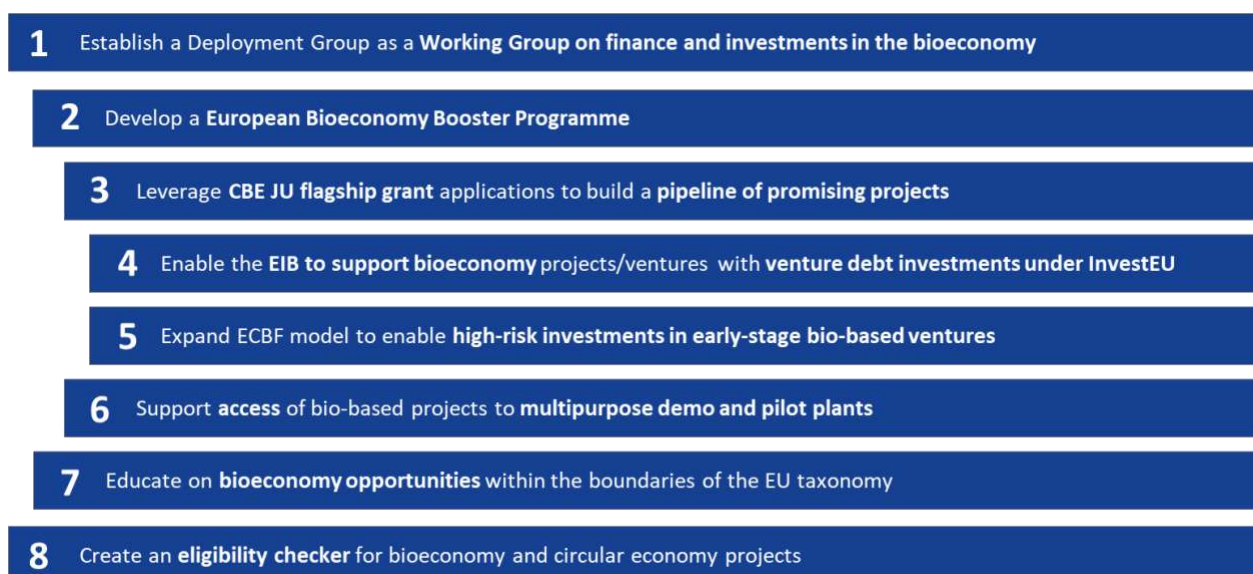 1 Establish a Deployment Group as a Working Group on finance and investments in the bioeconomy
2 Develop a European Bioeconomy Booster Programme
3 Leverage CBE JU flagship grant applications to build a pipeline of promising projects
4 Enable the EIB to support bioeconomy projects/ventures with venture debt investments under InvestEU
5 Expand ECBF model to enable high-risk investments in early-stage bio-based ventures
6 Support access of bio-based projects to multipurpose demo and pilot plants
7 Educate on bioeconomy opportunities within the boundaries of the EU taxonomy
8 Create an eligibility checker for bioeconomy and circular economy projects